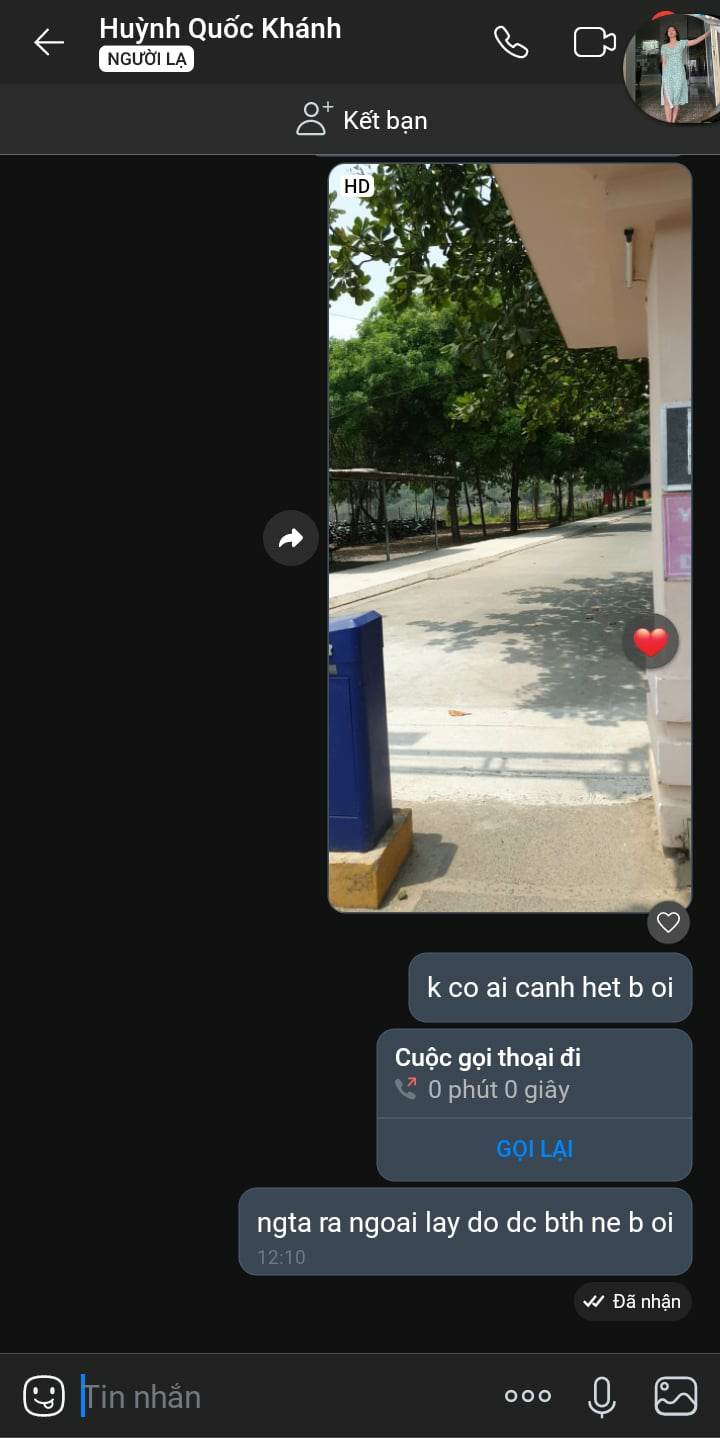 Huỳnh Quốc Khánh
NGƯỜI LẠ
Kết bạn
HD
k co ai canh het b oi
Cuộc gọi thoại đi
0 phút 0 giây
GỌI LẠI
ngta ra ngoai lay do dc bth ne b oi
12:10
Đã nhận
Tin nhắn